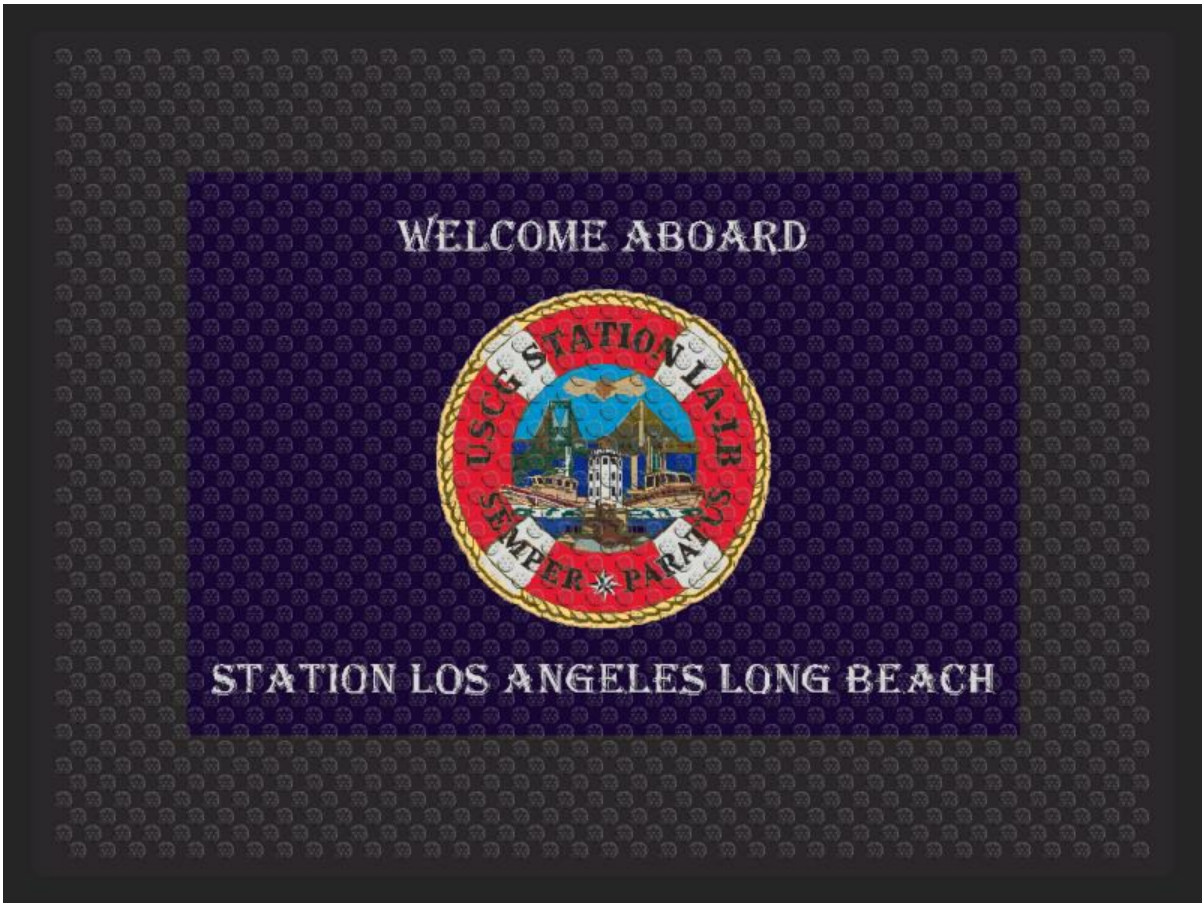 WELCOME ABOARD
USCG STATION LA-LB
SEMPER PARATUS
STATION LOS ANGELES LONG BEACH